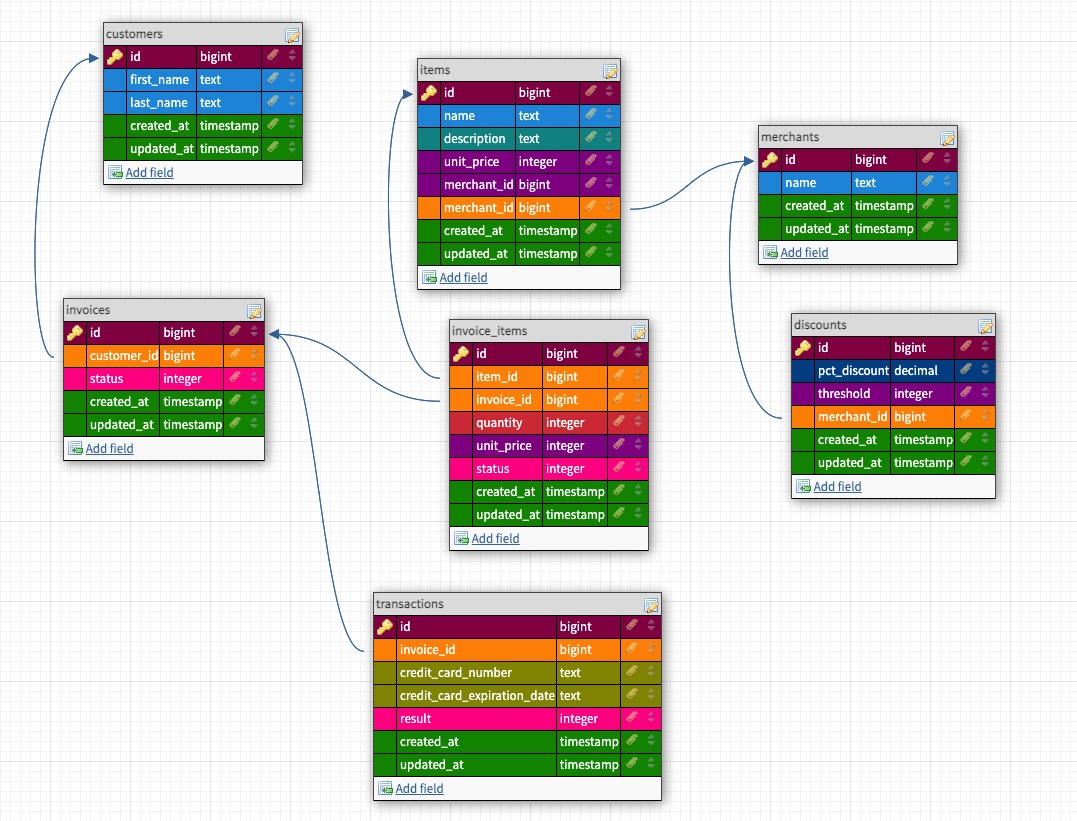 customers
id bigint
first_name text
last_name text
created_at timestamp
updated_at timestamp
Add field
items
id bigint
name text
description text
unit_price integer
merchant_id bigint
merchant_id bigint
created_at timestamp
updated_at timestamp
Add field
merchants
id bigint
name text
created_at timestamp
updated_at timestamp
Add field
invoices
id bigint
customer_id bigint
status integer
created_at timestamp
updated_at timestamp
Add field
invoice_items
id bigint
item_id bigint
invoice_id bigint
quantity integer
unit_price integer
status integer
created_at timestamp
updated_at timestamp
Add field
discounts
id bigint
pct_discount decimal
threshold integer
merchant_id bigint
created_at timestamp
updated_at timestamp
Add field
transactions
id bigint
invoice_id bigint
credit_card_number text
credit_card_expiration_date text
result integer
created_at timestamp
updated_at timestamp
Add field